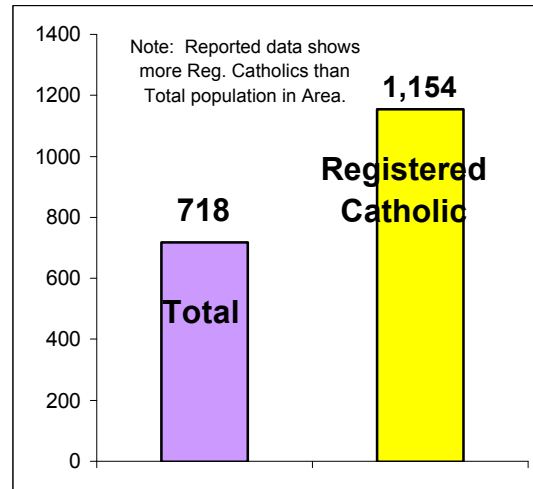 1400
1200
1000
800
600
400
200
0
Note: Reported data shows
more Reg. Catholics than
Total population in Area.
718
Total
1,154
Registered
Catholic